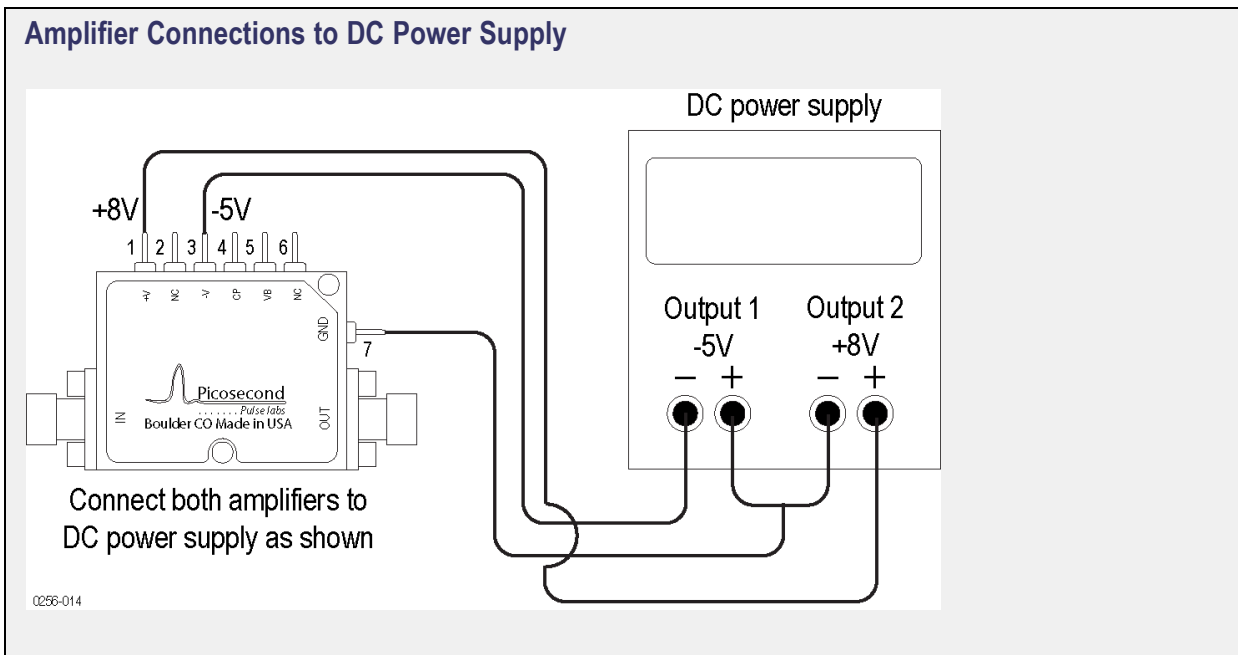 Amplifier Connections to DC Power Supply
DC power supply
+8V
-5V
1 2 3 4 5 6
+V NC -V CP VB NC
GND
7
Picosecond
....... Pulse labs
Boulder CO Made in USA
IN
OUT
Output 1
-5V
Output 2
+8V
− +
− +
Connect both amplifiers to
DC power supply as shown
0256-014